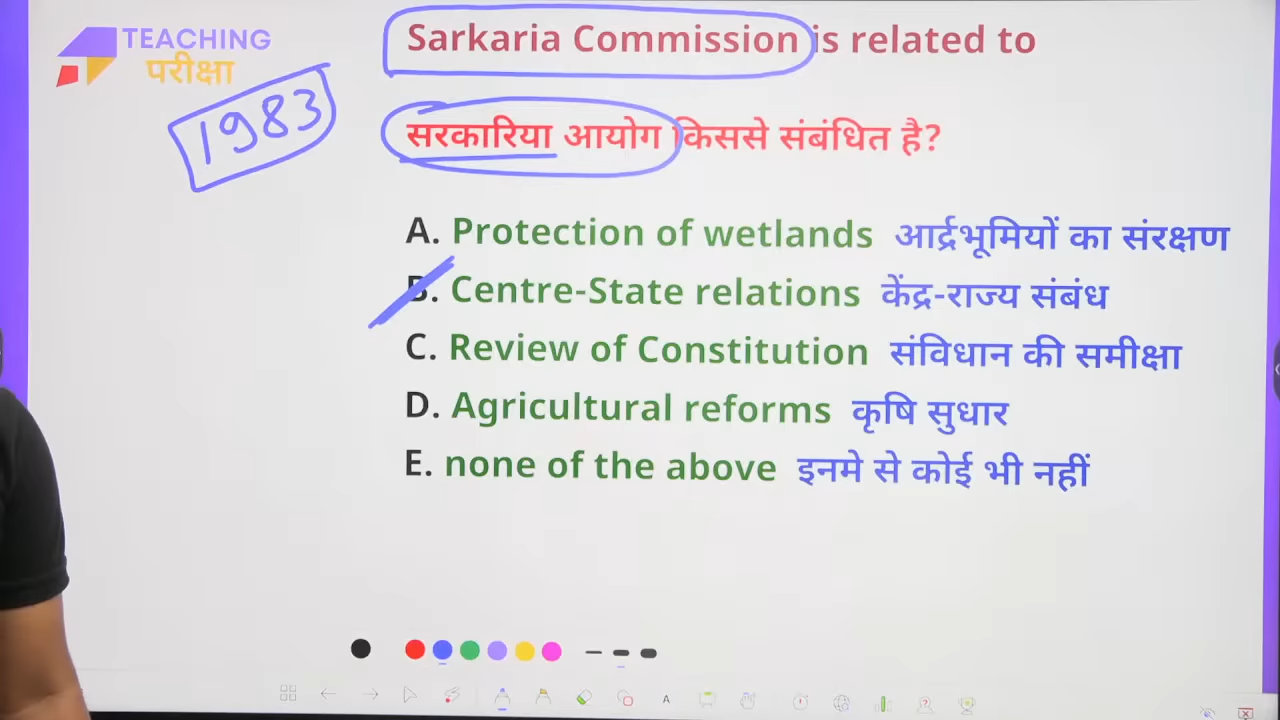 TEACHING
परीक्षा
1983
Sarkaria Commission is related to
सरकारिया आयोग किससे संबंधित है?
A. Protection of wetlands आर्द्रभूमियों का संरक्षण
B. Centre-State relations केंद्र-राज्य संबंध
C. Review of Constitution संविधान की समीक्षा
D. Agricultural reforms कृषि सुधार
E. none of the above इनमे से कोई भी नहीं
A